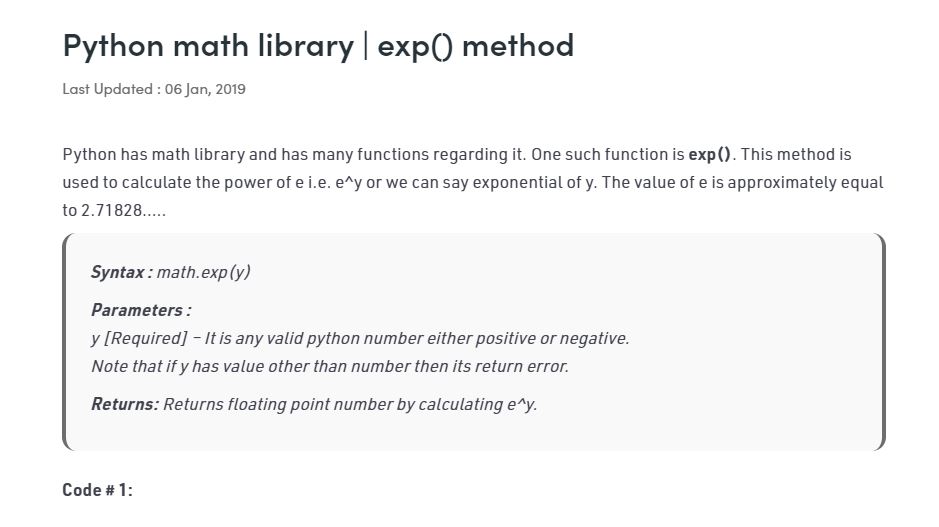 Python math library | exp() method
Last Updated : 06 Jan, 2019
Python has math library and has many functions regarding it. One such function is exp(). This method is
used to calculate the power of e i.e. e^y or we can say exponential of y. The value of e is approximately equal
to 2.71828.....
Syntax : math.exp(y)
Parameters :
y [Required] – It is any valid python number either positive or negative.
Note that if y has value other than number then its return error.
Returns: Returns floating point number by calculating e^y.
Code # 1: